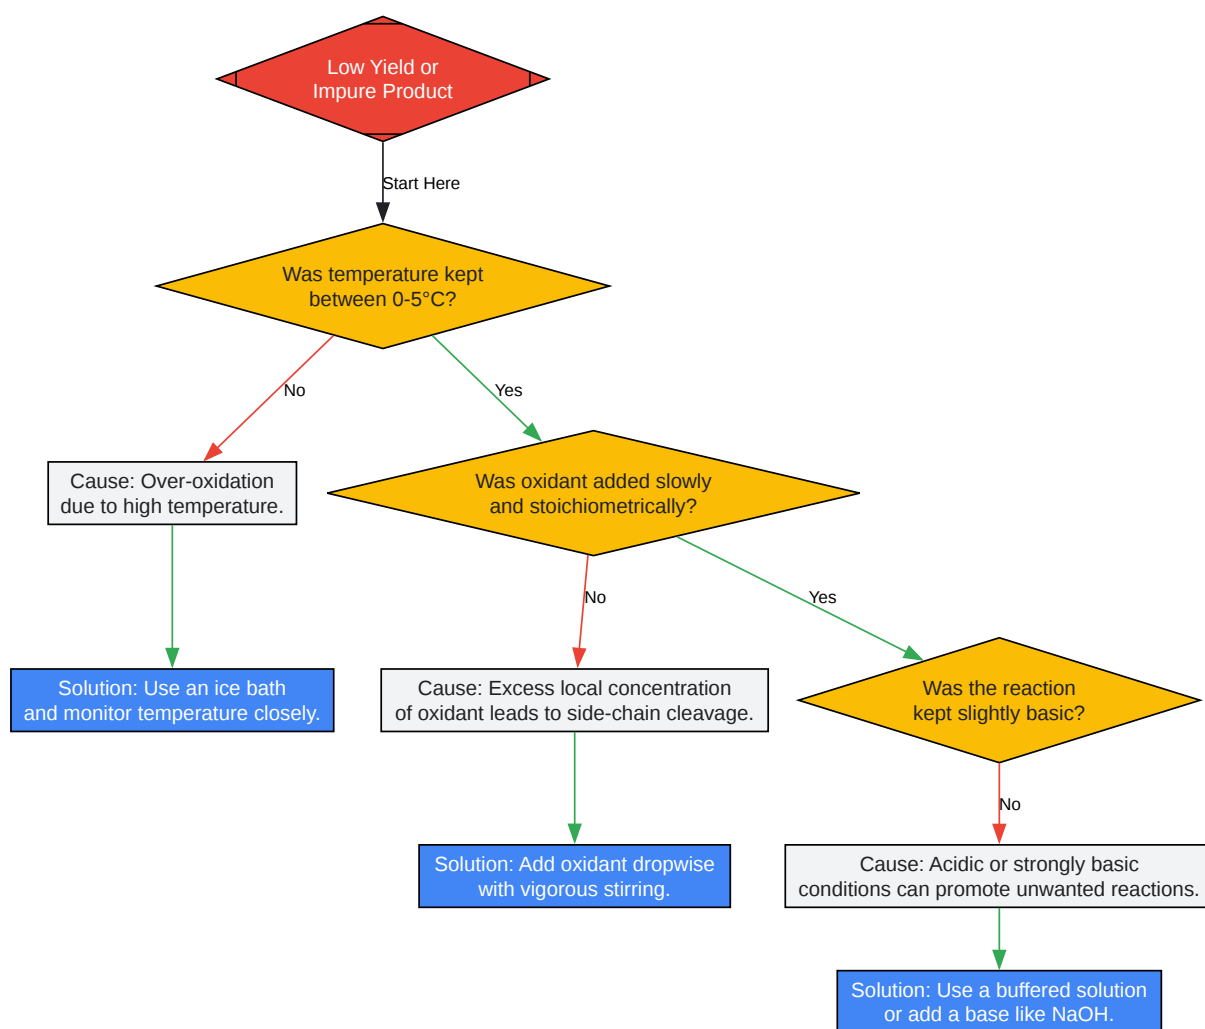 Low Yield or
Impure Product
Start Here
Was temperature kept
between 0-5°C?
No
Yes
Cause: Over-oxidation
due to high temperature.
Was oxidant added slowly
and stoichiometrically?
No
Yes
Solution: Use an ice bath
and monitor temperature closely.
Cause: Excess local concentration
of oxidant leads to side-chain cleavage.
Was the reaction
kept slightly basic?
No
Solution: Add oxidant dropwise
with vigorous stirring.
Cause: Acidic or strongly basic
conditions can promote unwanted reactions.
Solution: Use a buffered solution
or add a base like NaOH.